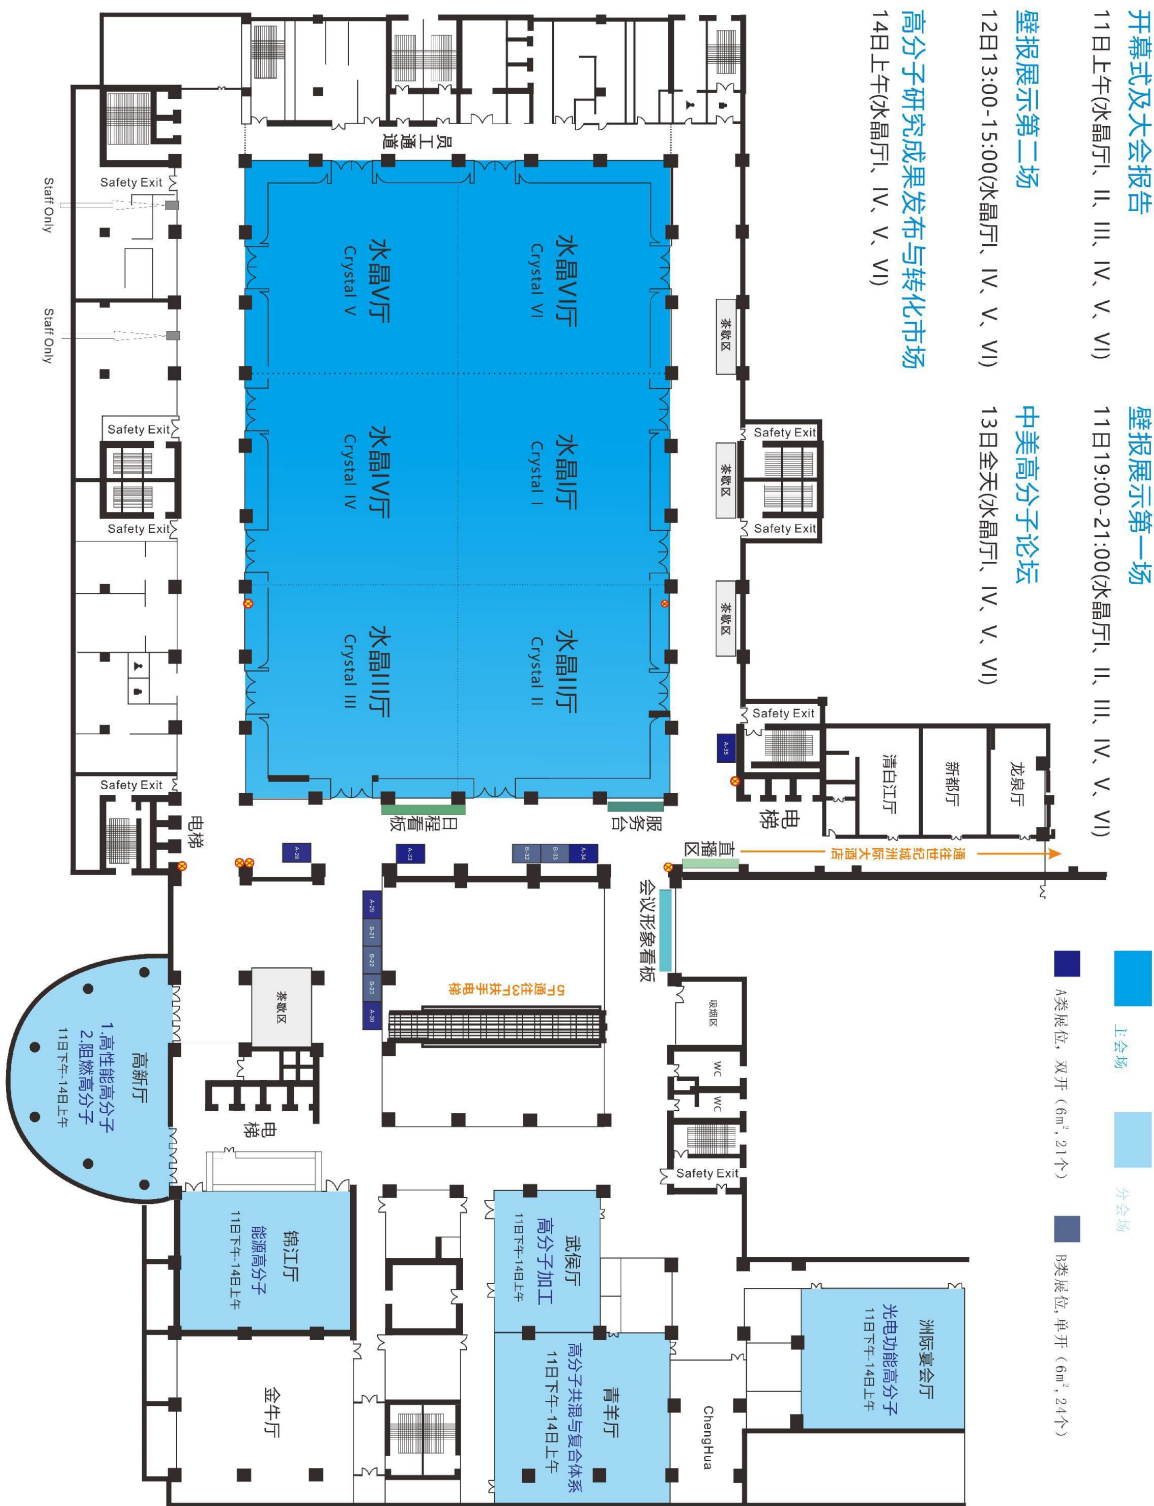 开幕式及大会报告
11日上午(水晶厅I、II、III、IV、V、VI)
壁报展示第一场
11日19:00-21:00(水晶厅I、II、III、IV、V、VI)
壁报展示第二场
12日13:00-15:00(水晶厅I、IV、V、VI)
中美高分子论坛
13日全天(水晶厅I、IV、V、VI)
高分子研究成果发布与转化市场
14日上午(水晶厅I、IV、V、VI)
主会场
分会场
A类展位, 双开（6m², 21个）
B类展位, 单开（6m², 24个）
员工通道
水晶VI厅
Crystal VI
水晶I厅
Crystal I
水晶II厅
Crystal II
水晶V厅
Crystal V
水晶IV厅
Crystal IV
水晶III厅
Crystal III
茶歇区
茶歇区
茶歇区
Safety Exit
Safety Exit
Safety Exit
Safety Exit
Safety Exit
Safety Exit
Safety Exit
Staff Only
Staff Only
A-35
电梯
清白江厅
新都厅
龙泉厅
通往世纪城洲际大酒店
直播区
服务台
日程看板
电梯
A-28
A-33
B-32
B-33
A-34
会议形象看板
A-29
B-21
B-22
B-23
A-30
5F通往3F扶手电梯
吸烟区
WC
WC
Safety Exit
茶歇区
电梯
高新厅
1.高性能高分子
2.阻燃高分子
11日下午-14日上午
锦江厅
能源高分子
11日下午-14日上午
武侯厅
高分子加工
11日下午-14日上午
青羊厅
高分子共混与复合体系
11日下午-14日上午
洲际宴会厅
光电功能高分子
11日下午-14日上午
金牛厅
ChengHua